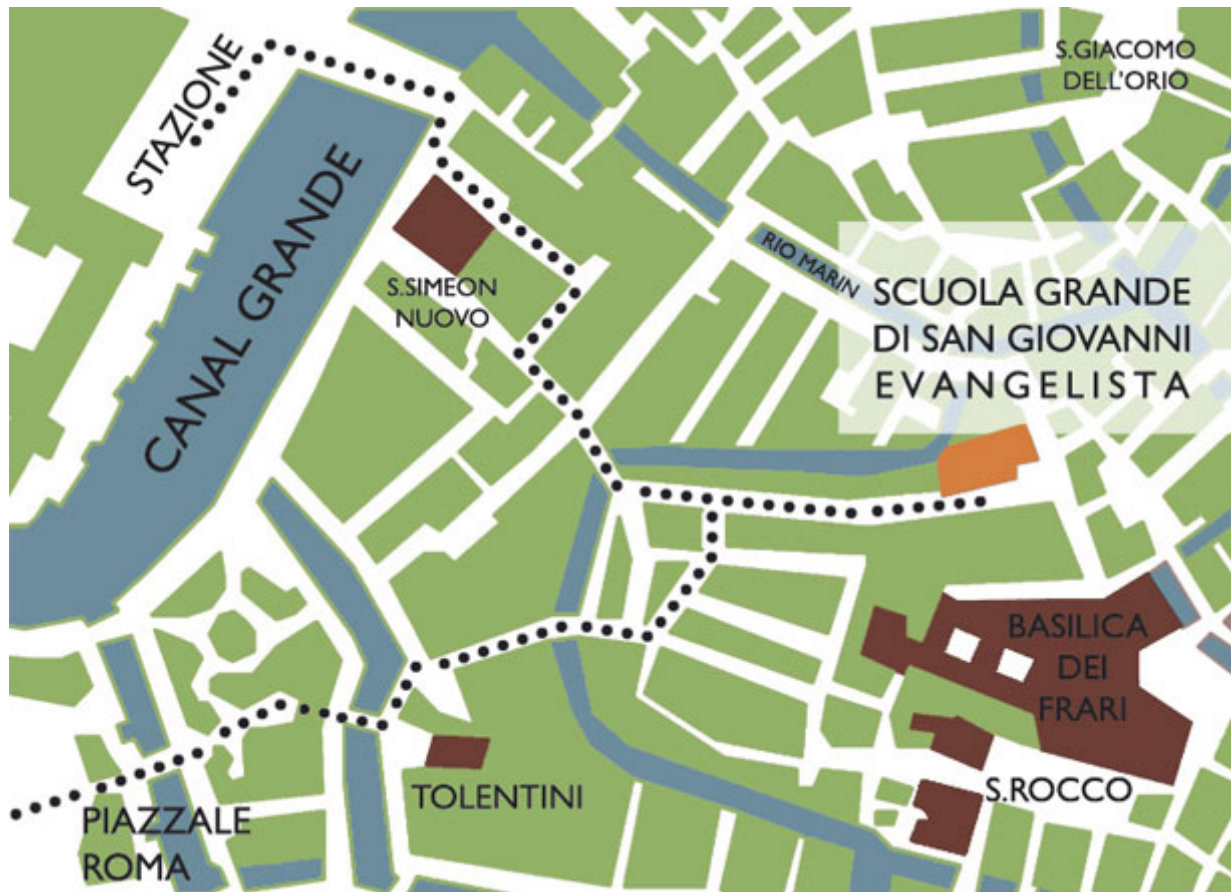 STAZIONE
S.GIACOMO
DELL'ORIO
CANAL GRANDE
RIO MARIN
S.SIMEON
NUOVO
SCUOLA GRANDE
DI SAN GIOVANNI
EVANGELISTA
BASILICA
DEI
FRARI
TOLENTINI
S.ROCCO
PIAZZALE
ROMA